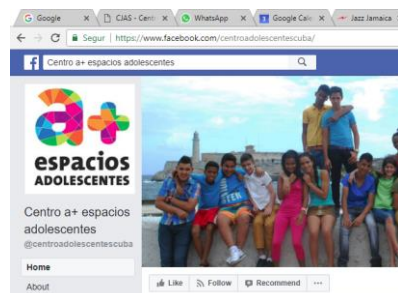 Google
CJAS - Centr
WhatsApp
Google Cale
Jazz Jamaica
Segur | https://www.facebook.com/centroadolescentescuba/
Centro a+ espacios adolescentes
a+
espacios
ADOLESCENTES
Centro a+ espacios
adolescentes
@centroadolescentescuba
Home
About
Like
Follow
Recommend